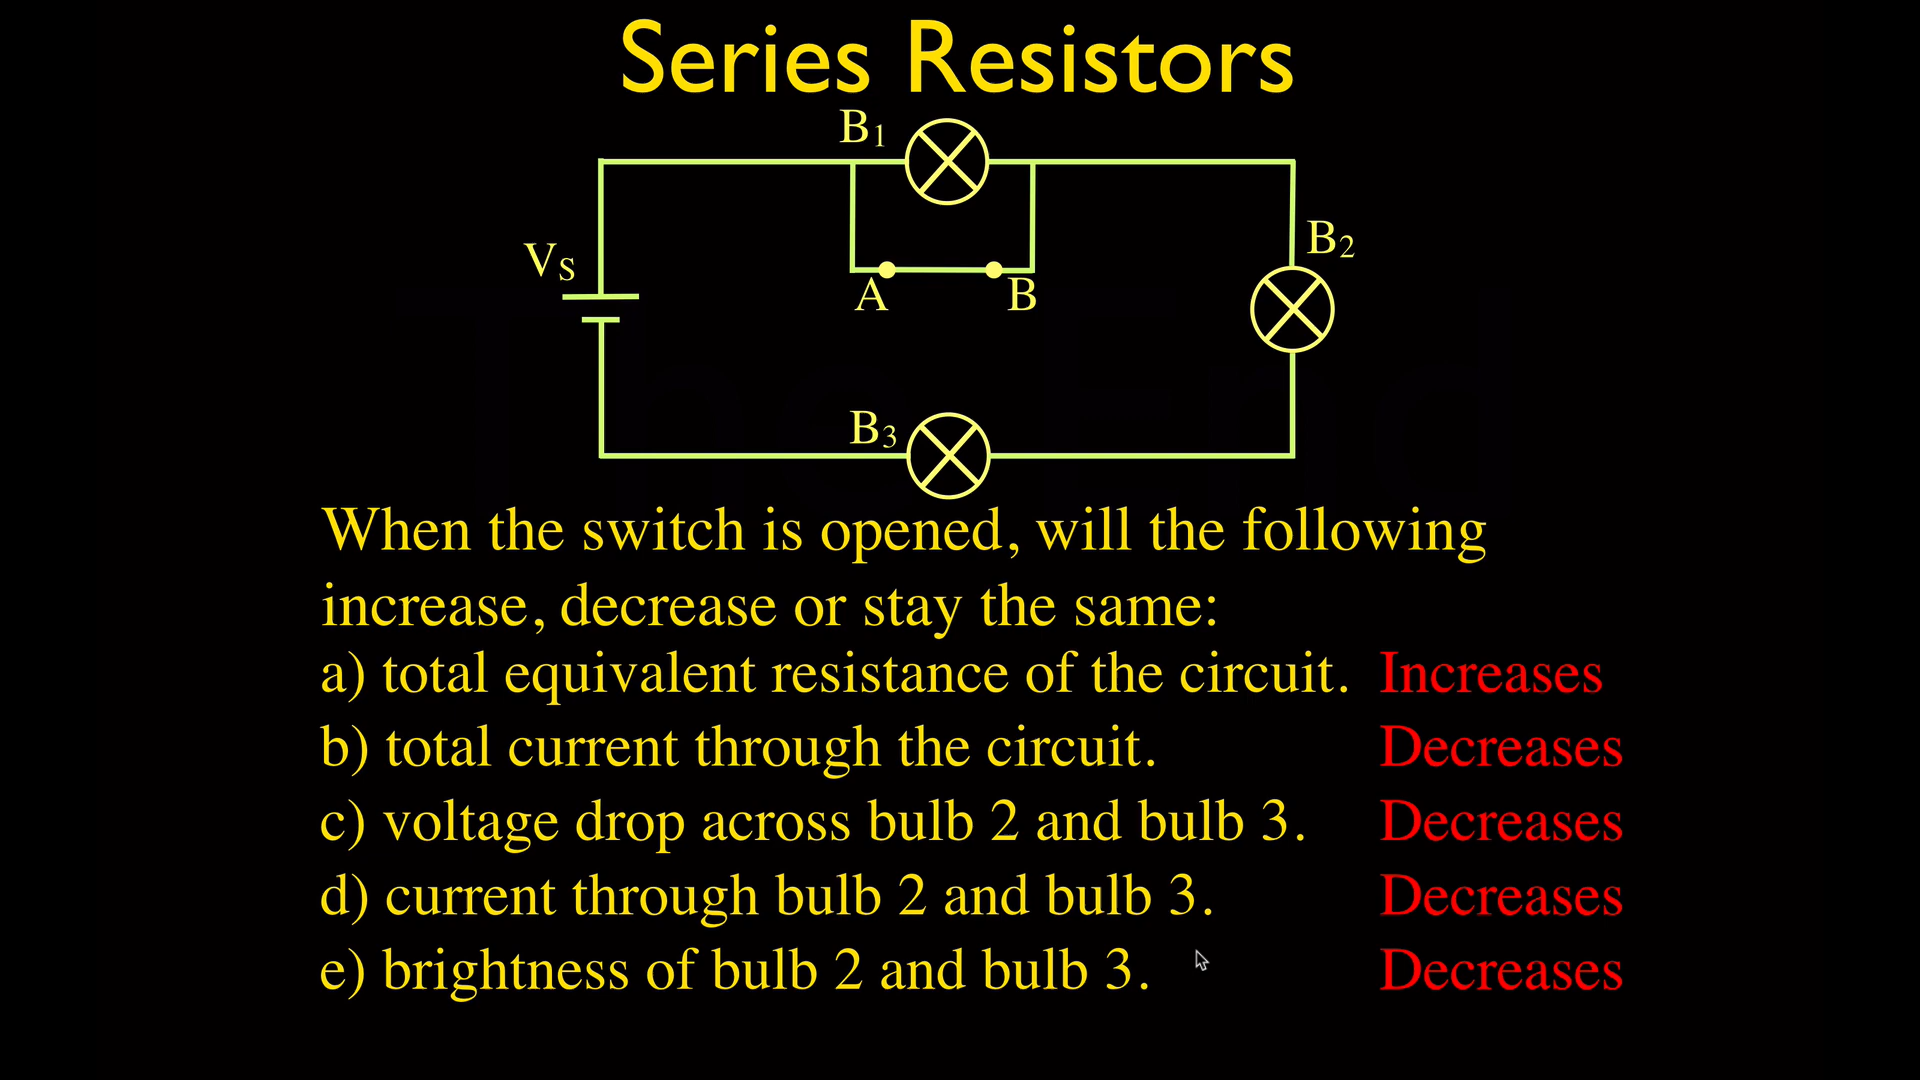 Series Resistors
B1
VS
B2
A
B
B3
When the switch is opened, will the following
increase, decrease or stay the same:
a) total equivalent resistance of the circuit. Increases
b) total current through the circuit. Decreases
c) voltage drop across bulb 2 and bulb 3. Decreases
d) current through bulb 2 and bulb 3. Decreases
e) brightness of bulb 2 and bulb 3. Decreases